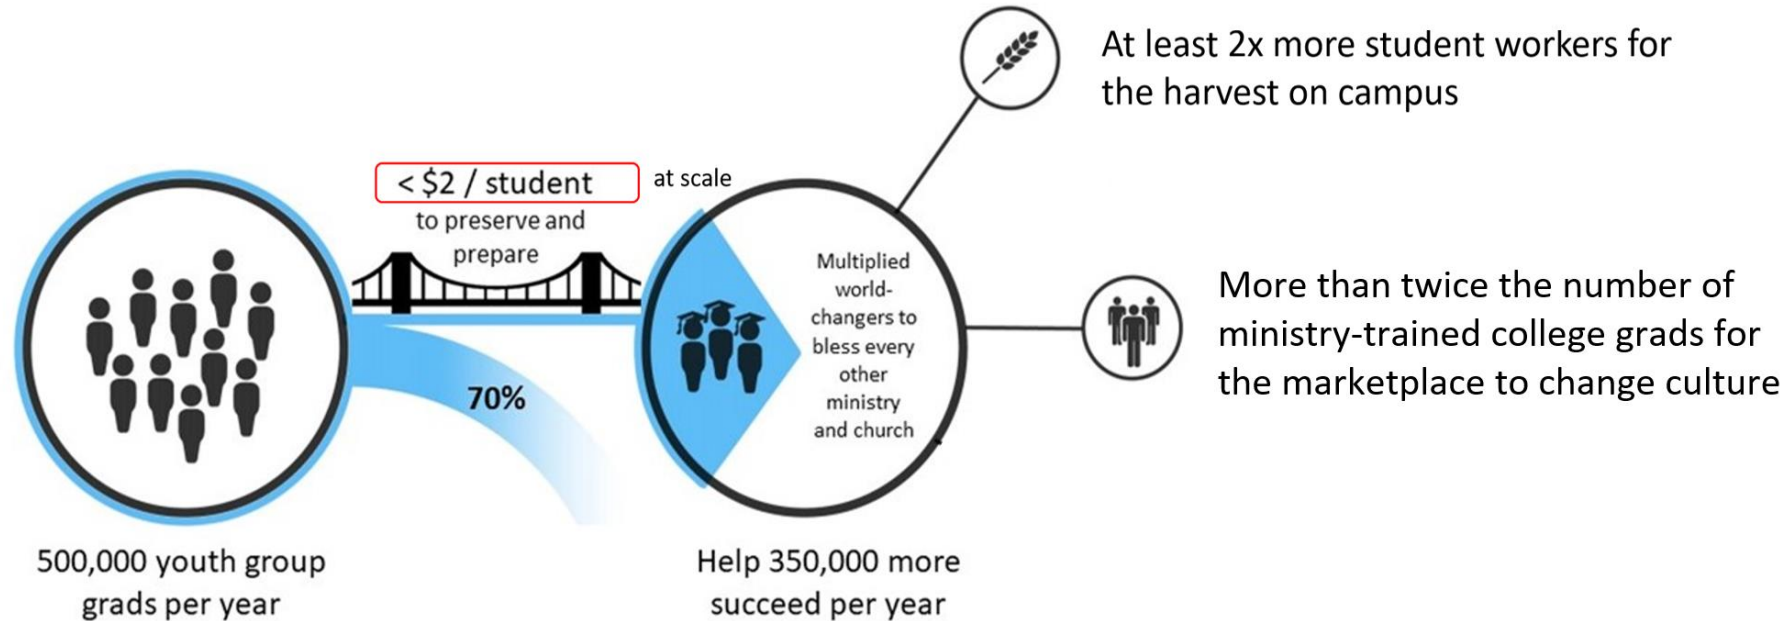 At least 2x more student workers for
the harvest on campus
< $2 / student
at scale
to preserve and
prepare
Multiplied
world-
changers to
bless every
other
ministry
and church
More than twice the number of
ministry-trained college grads for
the marketplace to change culture
70%
500,000 youth group
grads per year
Help 350,000 more
succeed per year